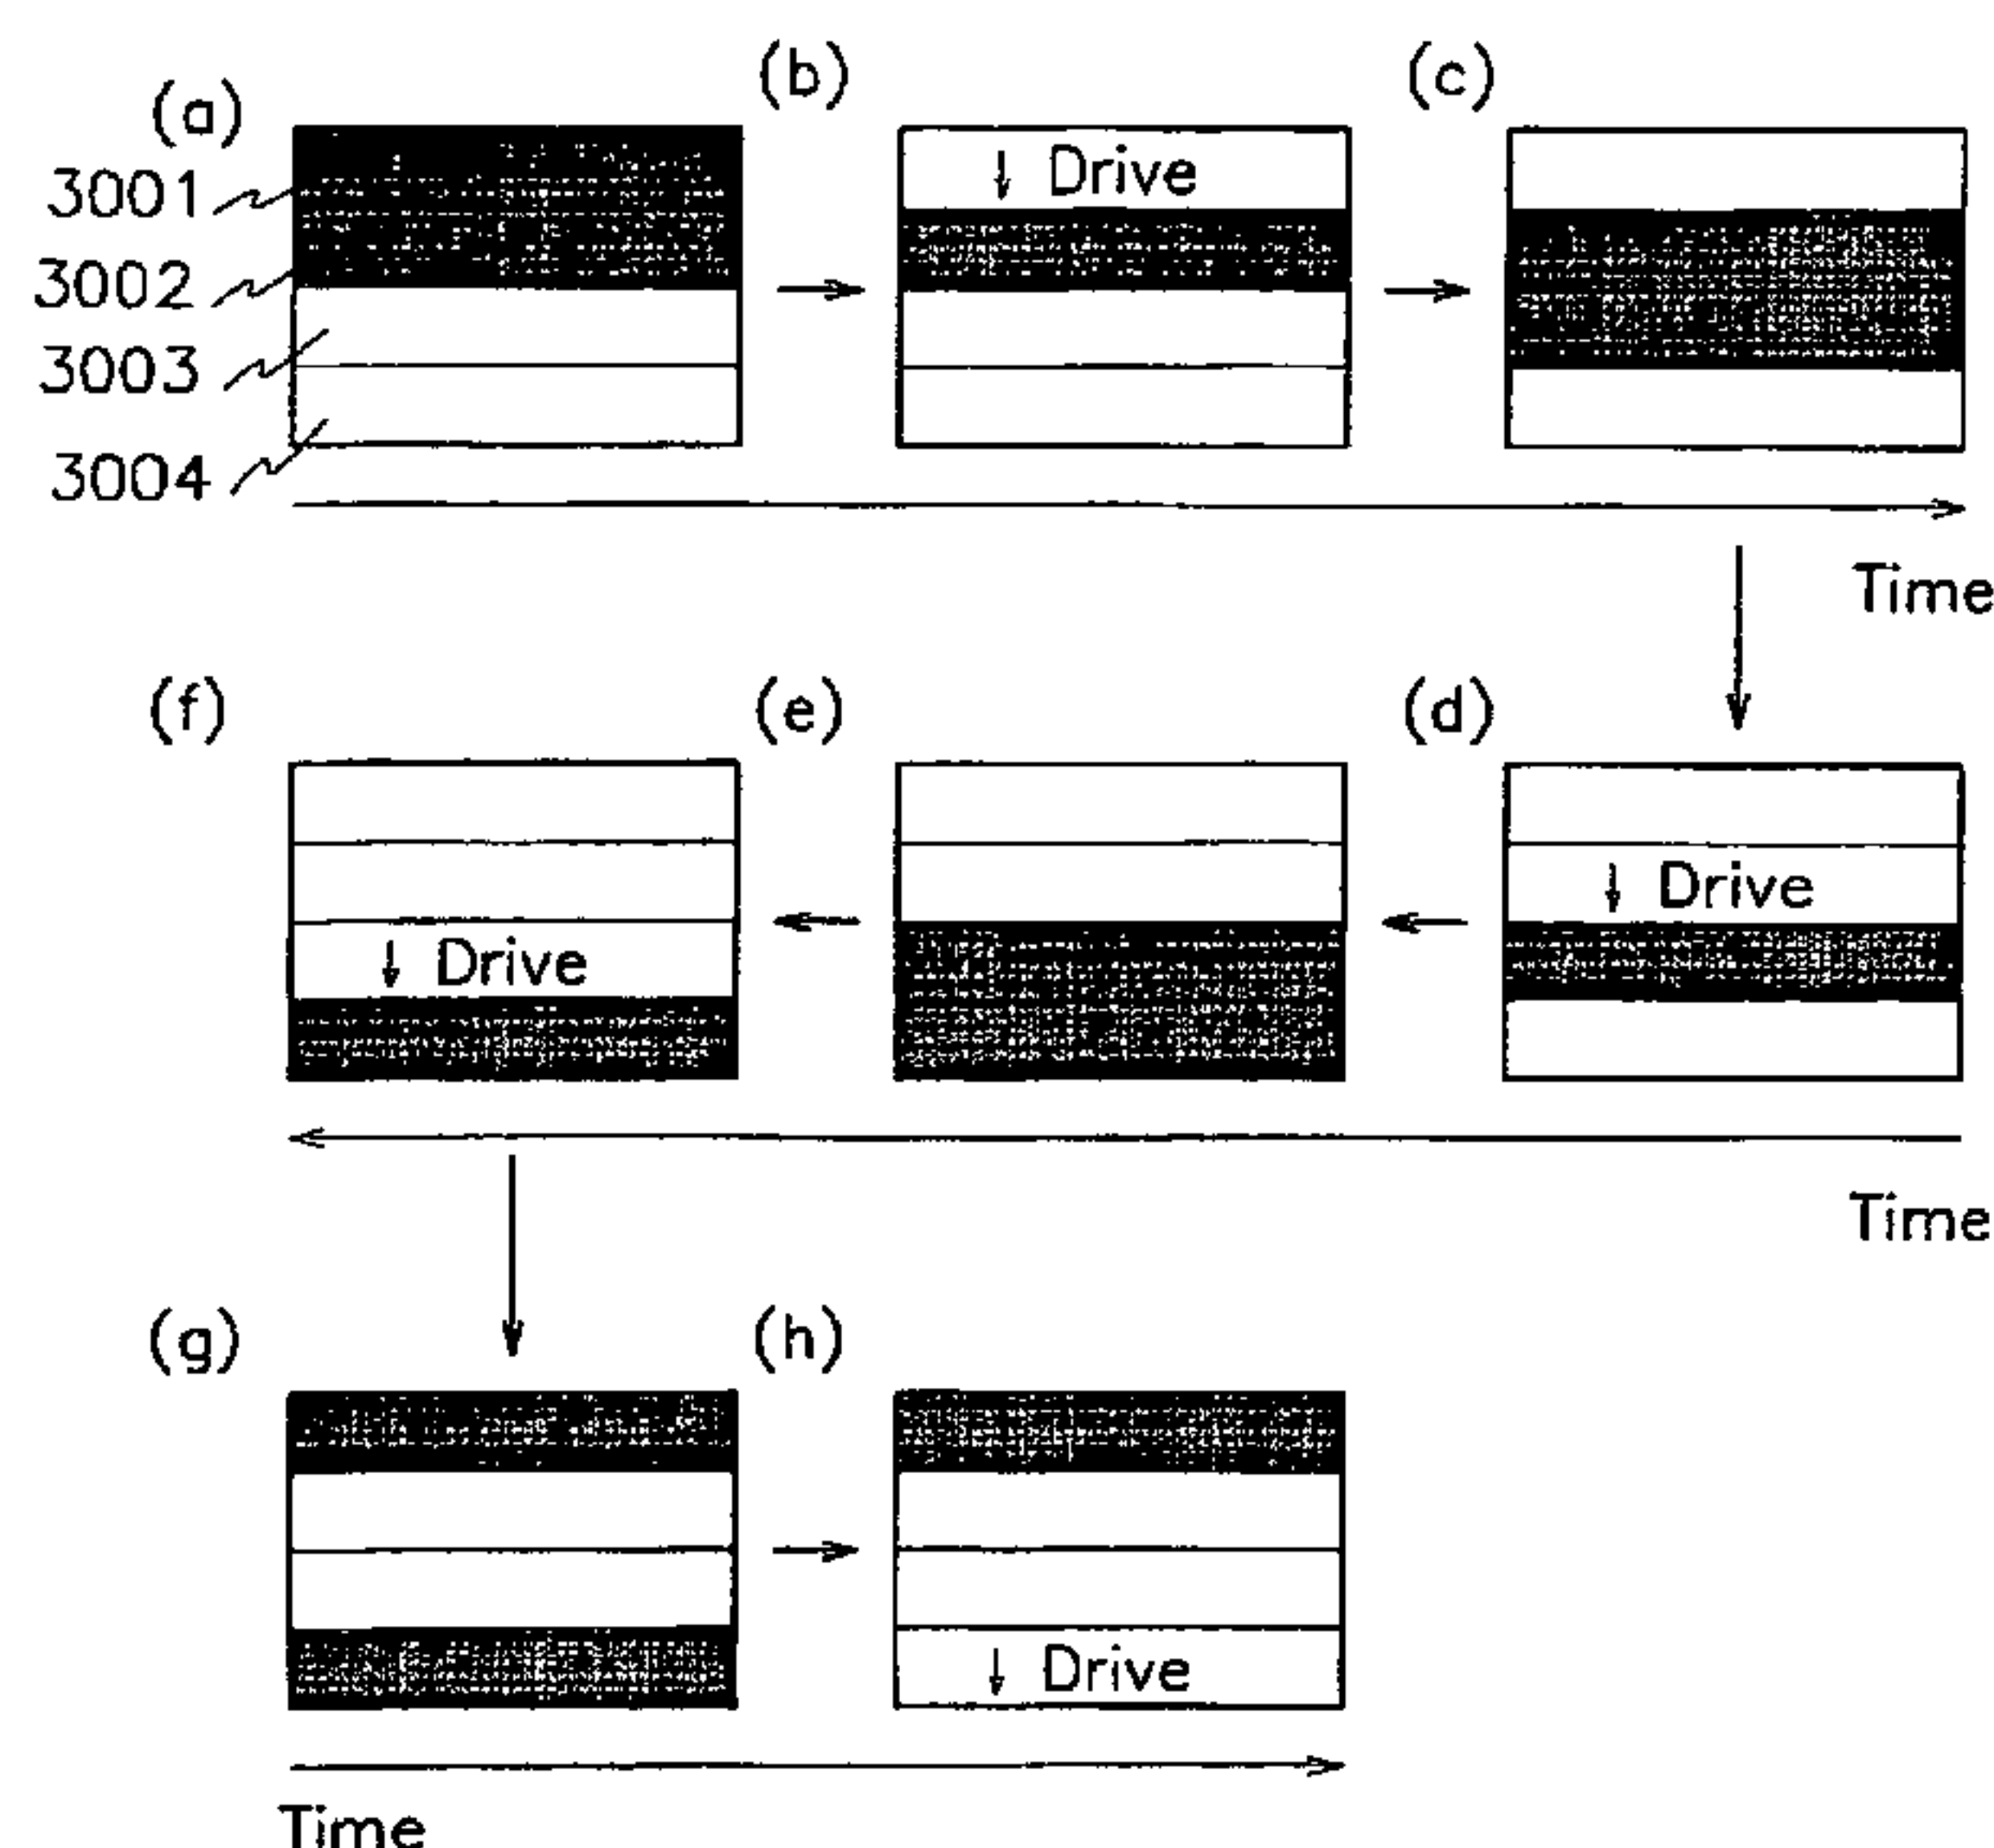 (a)
(b)
(c)
3001
3002
3003
3004
↓ Drive
Time
(f)
(e)
(d)
↓ Drive
↓ Drive
Time
(g)
(h)
↓ Drive
Time